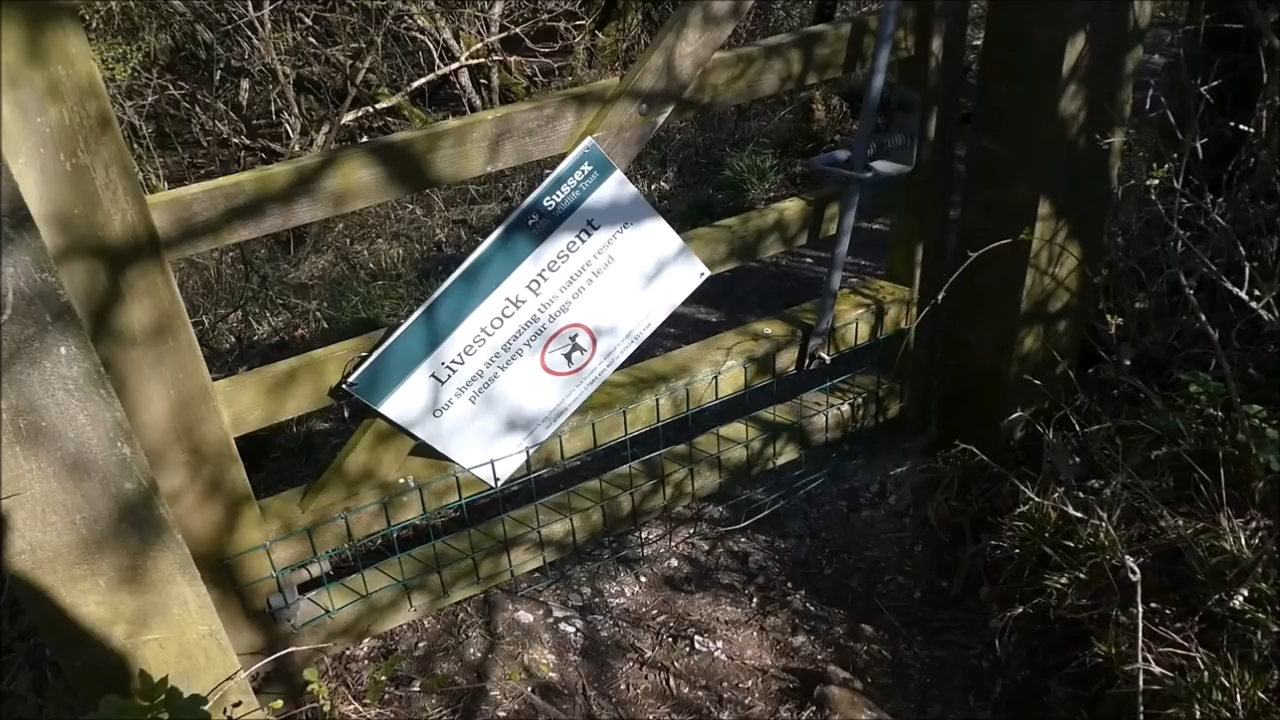 Sussex
Wildlife Trust
Livestock present
Our sheep are grazing this nature reserve,
please keep your dogs on a lead